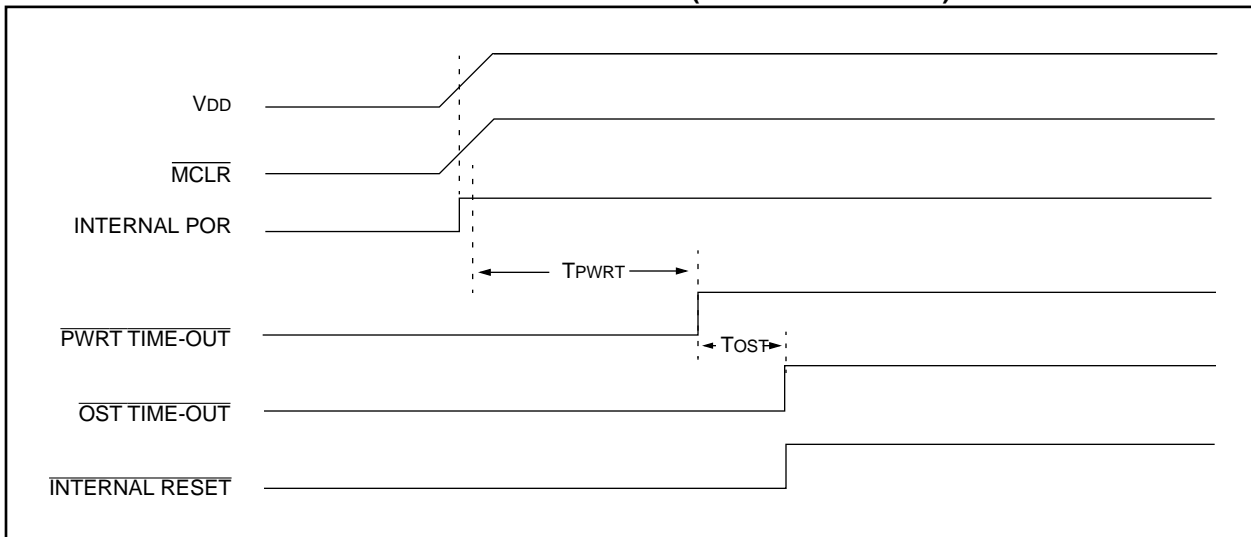 VDD
MCLR
INTERNAL POR
TPWRT
PWRT TIME-OUT
TOST
OST TIME-OUT
INTERNAL RESET